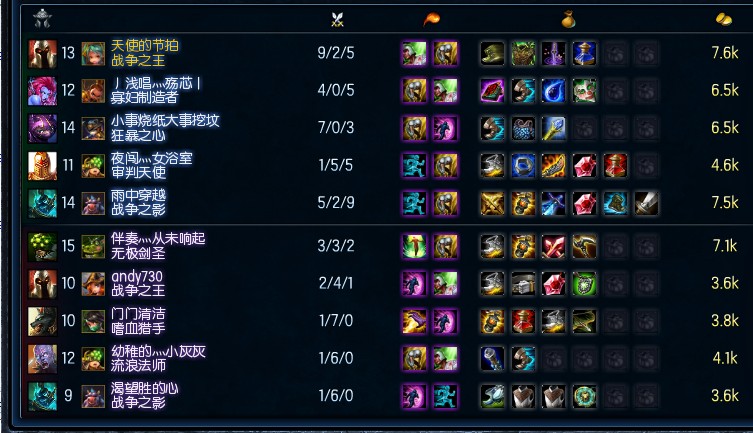 13 天使的节拍 9/2/5 7.6k
战争之王
12 丿浅唱灬殇芯丨 4/0/5 6.5k
寡妇制造者
14 小事烧纸大事挖坟 7/0/3 6.5k
狂暴之心
11 夜闯灬女浴室 1/5/5 4.6k
审判天使
14 雨中穿越 5/2/9 7.5k
战争之影
15 伴奏灬从未响起 3/3/2 7.1k
无极剑圣
10 andy730 2/4/1 3.6k
战争之王
10 门门清洁 1/7/0 3.8k
嗜血猎手
12 幼稚的灬小灰灰 1/6/0 4.1k
流浪法师
9 渴望胜的心 1/6/0 3.6k
战争之影